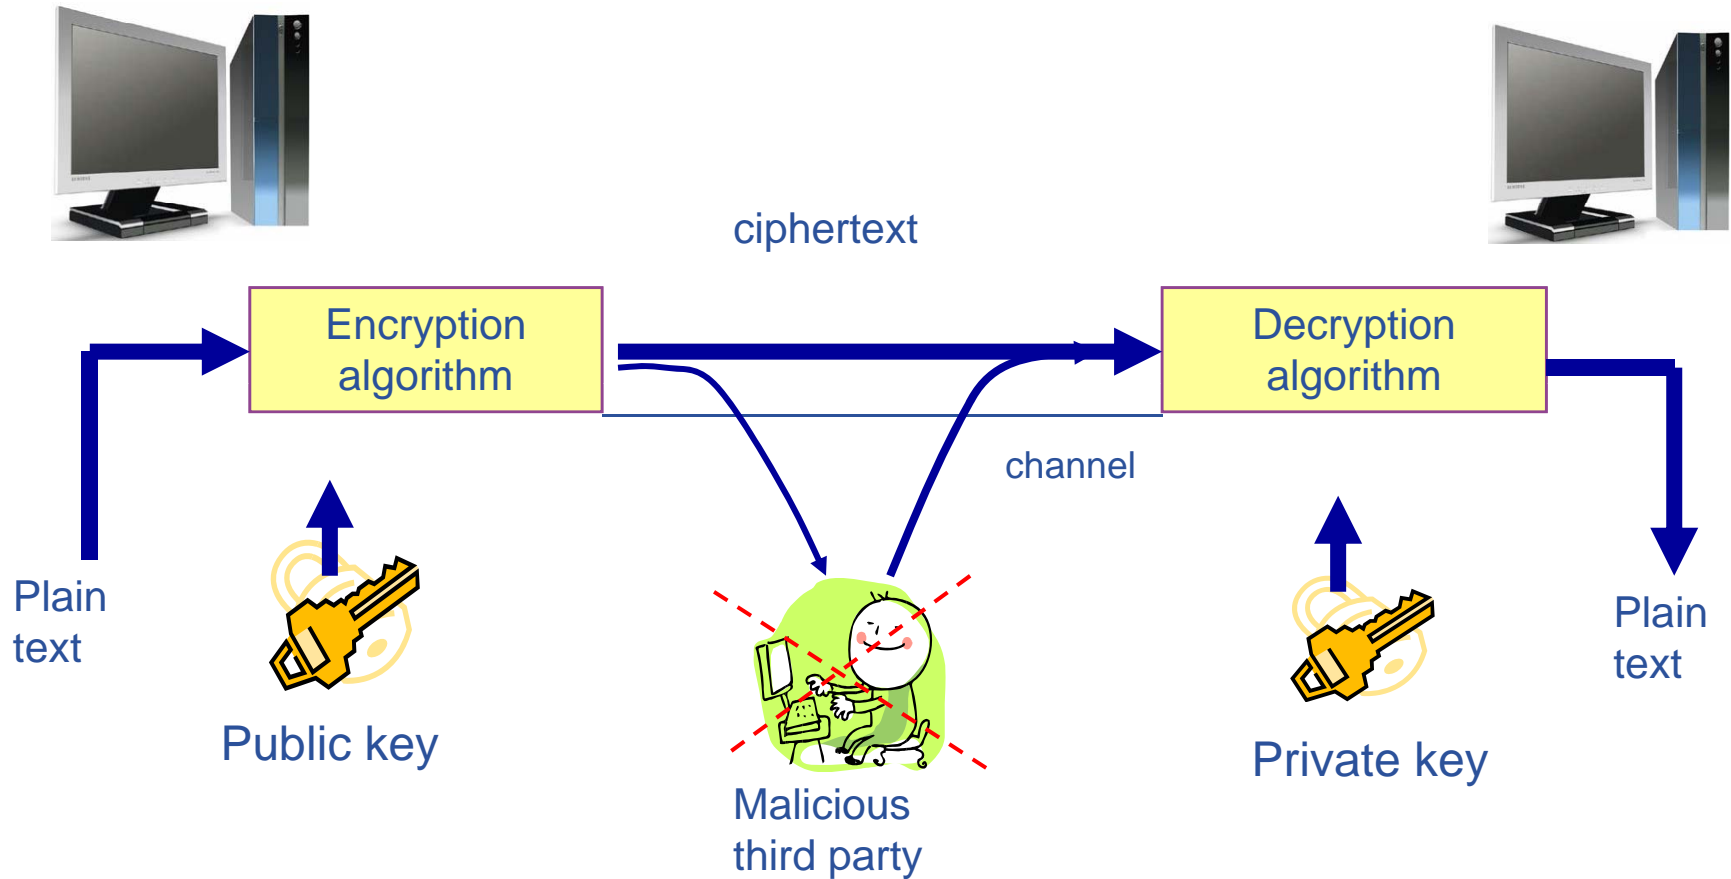 ciphertext
Encryption
algorithm
Decryption
algorithm
channel
Plain
text
Plain
text
Public key
Private key
Malicious
third party